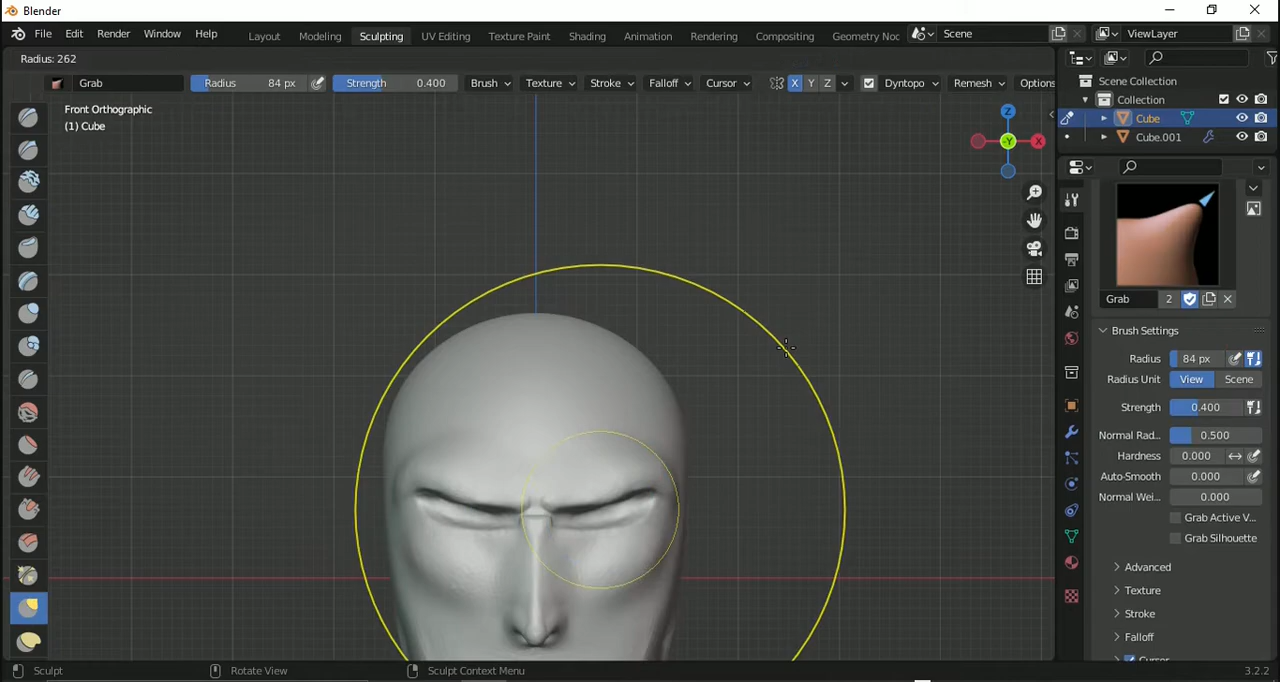 Blender
File Edit Render Window Help Layout Modeling Sculpting UV Editing Texture Paint Shading Animation Rendering Compositing Geometry Noc Scene ViewLayer
Radius: 262
Grab Radius 84 px Strength 0.400 Brush Texture Stroke Falloff Cursor X Y Z Dyntopo Remesh Options
Front Orthographic
(1) Cube
Z
Y
X
Scene Collection
Collection
Cube
Cube.001
Grab 2
Brush Settings
Radius 84 px
Radius Unit View Scene
Strength 0.400
Normal Rad... 0.500
Hardness 0.000
Auto-Smooth 0.000
Normal Wei... 0.000
Grab Active V...
Grab Silhouette
Advanced
Texture
Stroke
Falloff
Cursor
Sculpt Rotate View Sculpt Context Menu 3.2.2